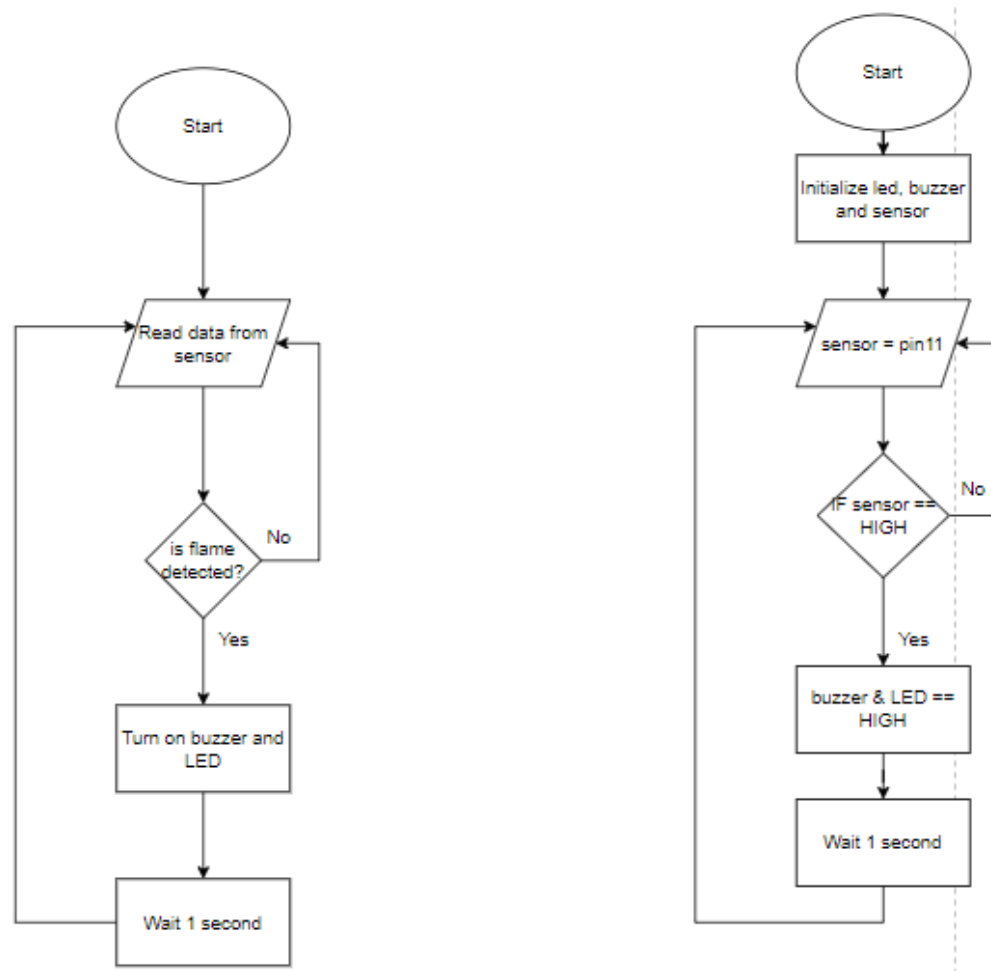 Start
Read data from
sensor
is flame
detected?
No
Yes
Turn on buzzer and
LED
Wait 1 second
Start
Initialize led, buzzer
and sensor
sensor = pin11
IF sensor ==
HIGH
No
Yes
buzzer & LED ==
HIGH
Wait 1 second